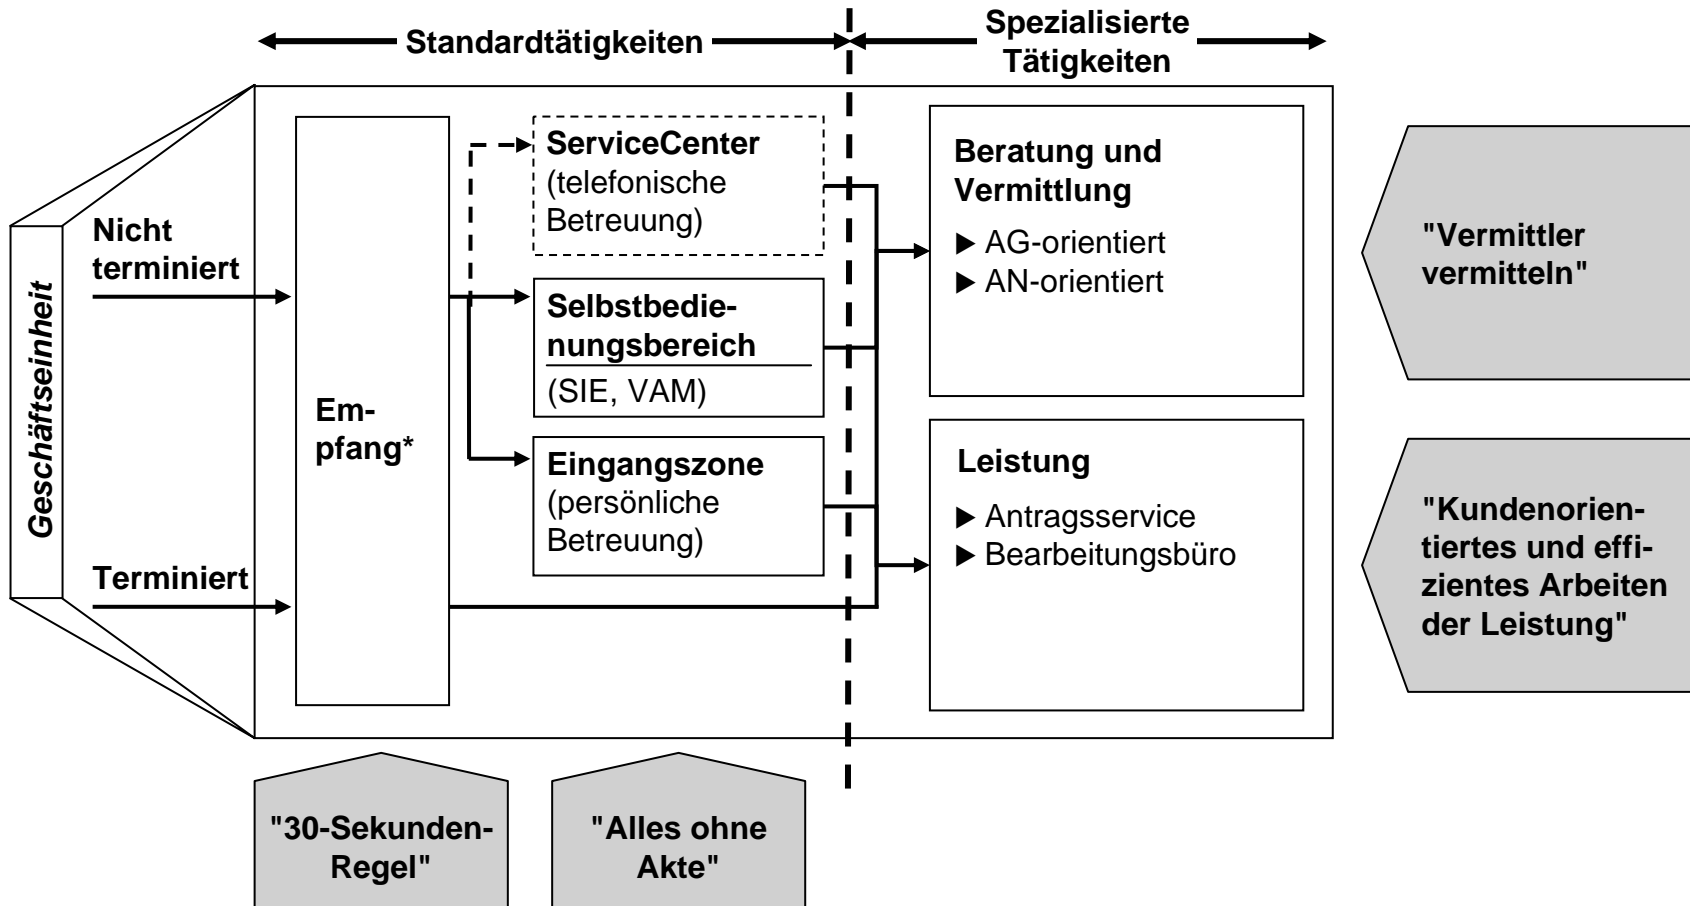 Standardtätigkeiten
Spezialisierte
Tätigkeiten
Geschäftseinheit
Nicht
terminiert
Terminiert
Em-
pfang*
ServiceCenter
(telefonische
Betreuung)
Selbstbedie-
nungsbereich
(SIE, VAM)
Eingangszone
(persönliche
Betreuung)
Beratung und
Vermittlung
► AG-orientiert
► AN-orientiert
Leistung
► Antragsservice
► Bearbeitungsbüro
"Vermittler
vermitteln"
"Kundenorien-
tiertes und effi-
zientes Arbeiten
der Leistung"
"30-Sekunden-
Regel"
"Alles ohne
Akte"